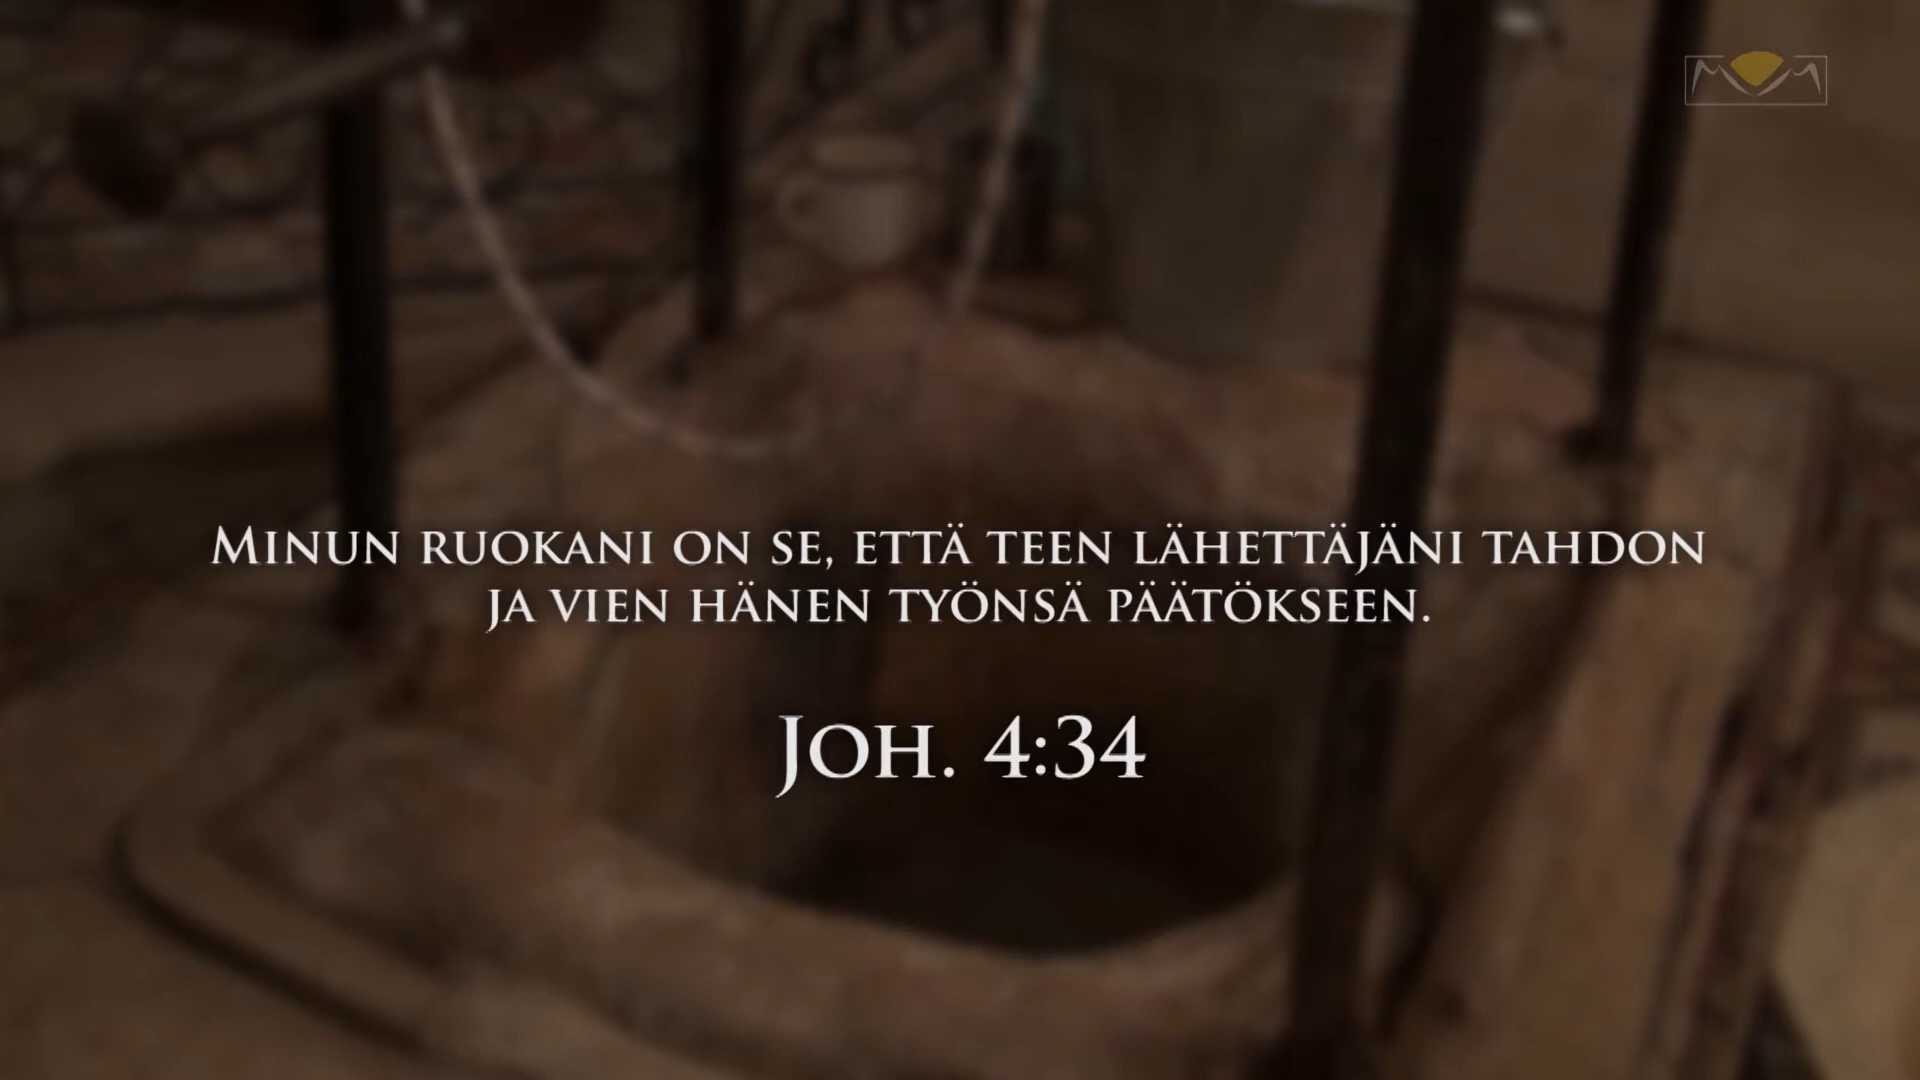 Minun ruokani on se, että teen lähettäjäni tahdon
ja vien hänen työnsä päätökseen.
Joh. 4:34